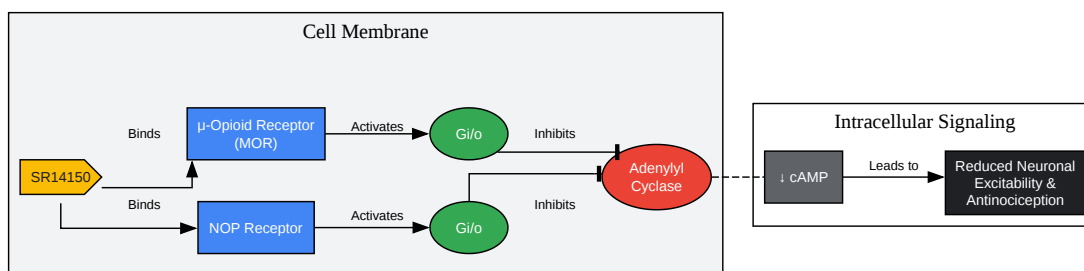 Cell Membrane
Binds
μ-Opioid Receptor
(MOR)
Activates
Gi/o
Inhibits
SR14150
Adenylyl
Cyclase
Binds
NOP Receptor
Activates
Gi/o
Inhibits
Intracellular Signaling
↓ cAMP
Leads to
Reduced Neuronal
Excitability &
Antinociception